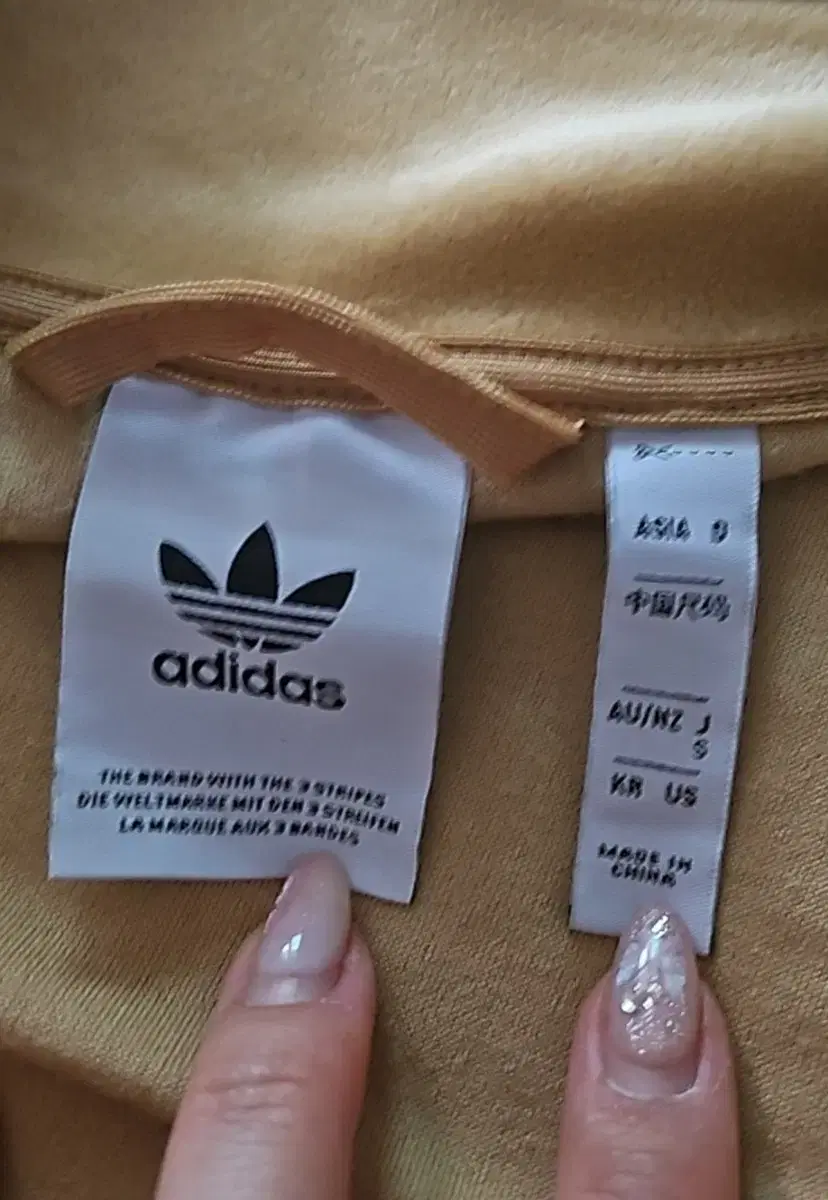 adidas
THE BRAND WITH THE 3 STRIPES
DIE WELTMARKE MIT DEN 3 STREIFEN
LA MARQUE AUX 3 BANDES
ASIA
中国尺码
AU/NZ J
S
KR US
MADE IN
CHINA